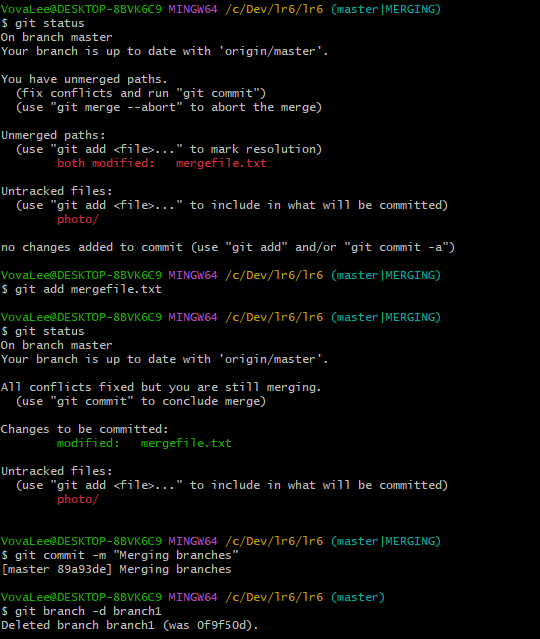 VovaLee@DESKTOP-8BVK6C9 MINGW64 /c/Dev/lr6/lr6 (master|MERGING)
$ git status
On branch master
Your branch is up to date with 'origin/master'.

You have unmerged paths.
  (fix conflicts and run "git commit")
  (use "git merge --abort" to abort the merge)

Unmerged paths:
  (use "git add <file>..." to mark resolution)
        both modified:   mergefile.txt

Untracked files:
  (use "git add <file>..." to include in what will be committed)
        photo/

no changes added to commit (use "git add" and/or "git commit -a")

VovaLee@DESKTOP-8BVK6C9 MINGW64 /c/Dev/lr6/lr6 (master|MERGING)
$ git add mergefile.txt

VovaLee@DESKTOP-8BVK6C9 MINGW64 /c/Dev/lr6/lr6 (master|MERGING)
$ git status
On branch master
Your branch is up to date with 'origin/master'.

All conflicts fixed but you are still merging.
  (use "git commit" to conclude merge)

Changes to be committed:
        modified:   mergefile.txt

Untracked files:
  (use "git add <file>..." to include in what will be committed)
        photo/


VovaLee@DESKTOP-8BVK6C9 MINGW64 /c/Dev/lr6/lr6 (master|MERGING)
$ git commit -m "Merging branches"
[master 89a93de] Merging branches

VovaLee@DESKTOP-8BVK6C9 MINGW64 /c/Dev/lr6/lr6 (master)
$ git branch -d branch1
Deleted branch branch1 (was 0f9f50d).